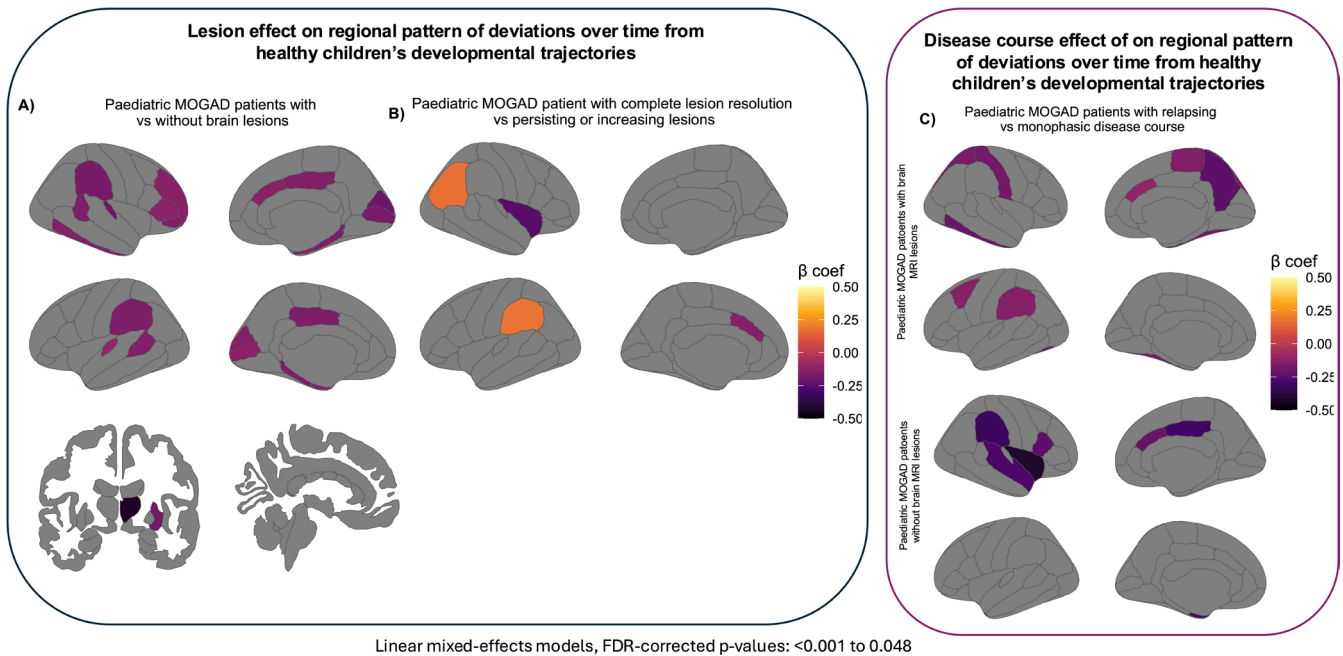 Lesion effect on regional pattern of deviations over time from
healthy children's developmental trajectories
A)
Paediatric MOGAD patients with
vs without brain lesions
B)
Paediatric MOGAD patient with complete lesion resolution
vs persisting or increasing lesions
β coef
0.50
0.25
0.00
-0.25
-0.50
Disease course effect of on regional pattern
of deviations over time from healthy
children's developmental trajectories
C)
Paediatric MOGAD patients with relapsing
vs monophasic disease course
Paediatric MOGAD patoents with brain
MRI lesions
Paediatric MOGAD patoents
without brain MRI lesions
β coef
0.50
0.25
0.00
-0.25
-0.50
Linear mixed-effects models, FDR-corrected p-values: <0.001 to 0.048